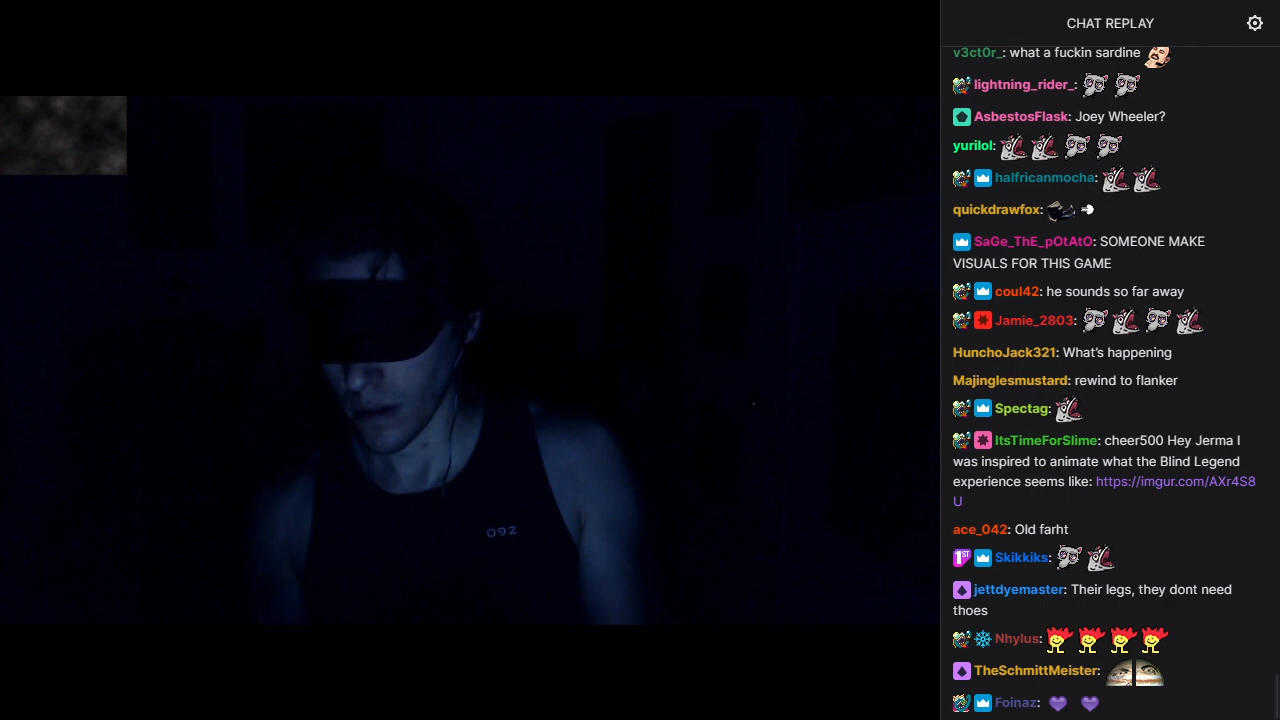 CHAT REPLAY
v3ct0r_: what a fuckin sardine
lightning_rider_:
AsbestosFlask: Joey Wheeler?
yurilol:
halfricanmocha:
quickdrawfox:
SaGe_ThE_pOtAtO: SOMEONE MAKE
VISUALS FOR THIS GAME
coul42: he sounds so far away
Jamie_2803:
HunchoJack321: What's happening
Majinglesmustard: rewind to flanker
Spectag:
ItsTimeForSlime: cheer500 Hey Jerma I
was inspired to animate what the Blind Legend
experience seems like: https://imgur.com/AXr4S8
U
ace_042: Old farht
1ST Skikkiks:
jettdyemaster: Their legs, they dont need
thoes
Nhylus:
TheSchmittMeister:
Foinaz:
092